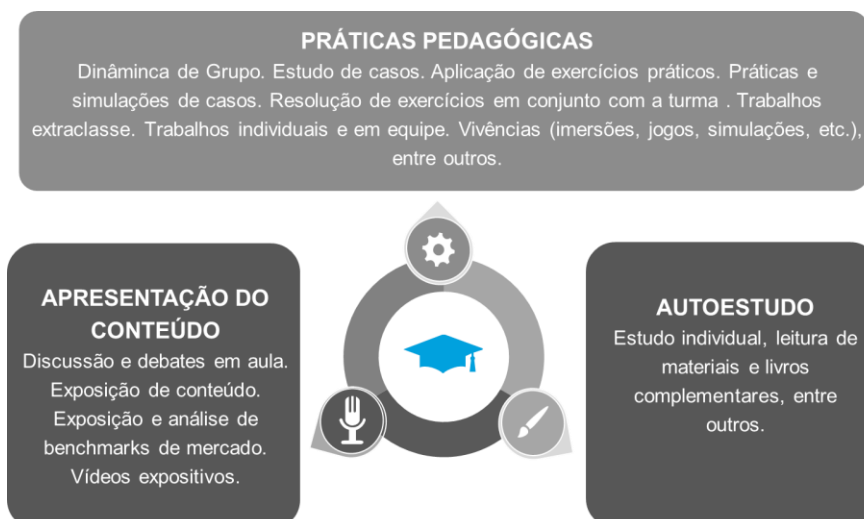 PRÁTICAS PEDAGÓGICAS
Dinâminca de Grupo. Estudo de casos. Aplicação de exercícios práticos. Práticas e
simulações de casos. Resolução de exercícios em conjunto com a turma . Trabalhos
extraclasse. Trabalhos individuais e em equipe. Vivências (imersões, jogos, simulações, etc.),
entre outros.
APRESENTAÇÃO DO
CONTEÚDO
Discussão e debates em aula.
Exposição de conteúdo.
Exposição e análise de
benchmarks de mercado.
Vídeos expositivos.
AUTOESTUDO
Estudo individual, leitura de
materiais e livros
complementares, entre
outros.